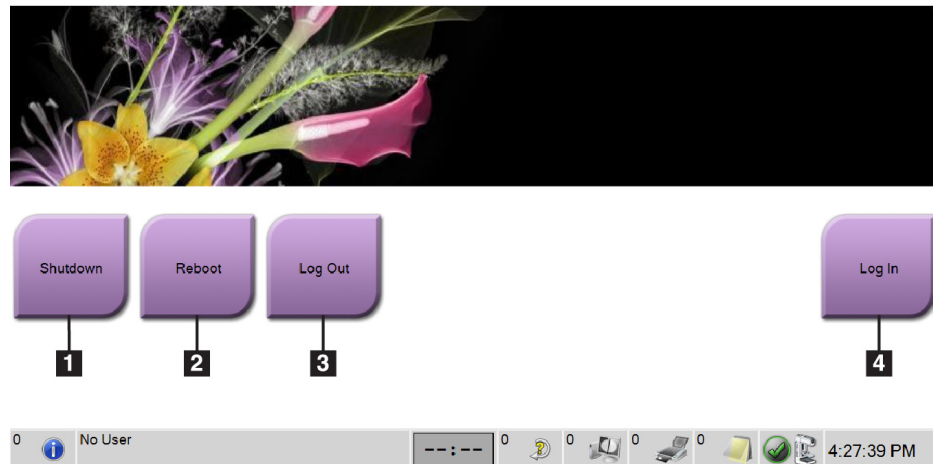 Shutdown
Reboot
Log Out
Log In
1
2
3
4
0
No User
--:--
0
0
0
0
4:27:39 PM